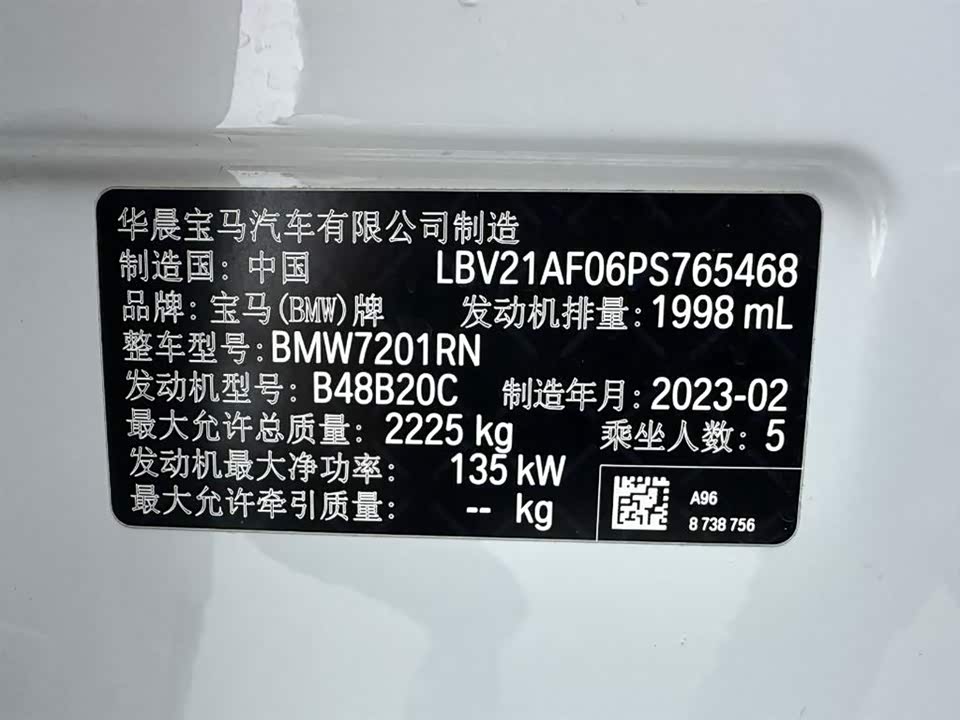 华晨宝马汽车有限公司制造
制造国: 中国 LBV21AF06PS765468
品牌: 宝马(BMW)牌 发动机排量: 1998 mL
整车型号: BMW7201RN
发动机型号: B48B20C 制造年月: 2023-02
最大允许总质量: 2225 kg 乘坐人数: 5
发动机最大净功率: 135 kW
最大允许牵引质量: -- kg
A96
8 738 756